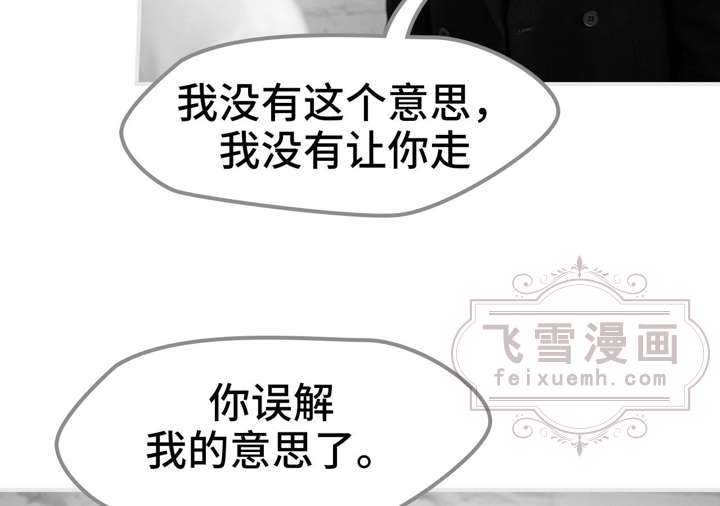 我没有这个意思，
我没有让你走
飞雪漫画
feixuemh.com
你误解
我的意思了。